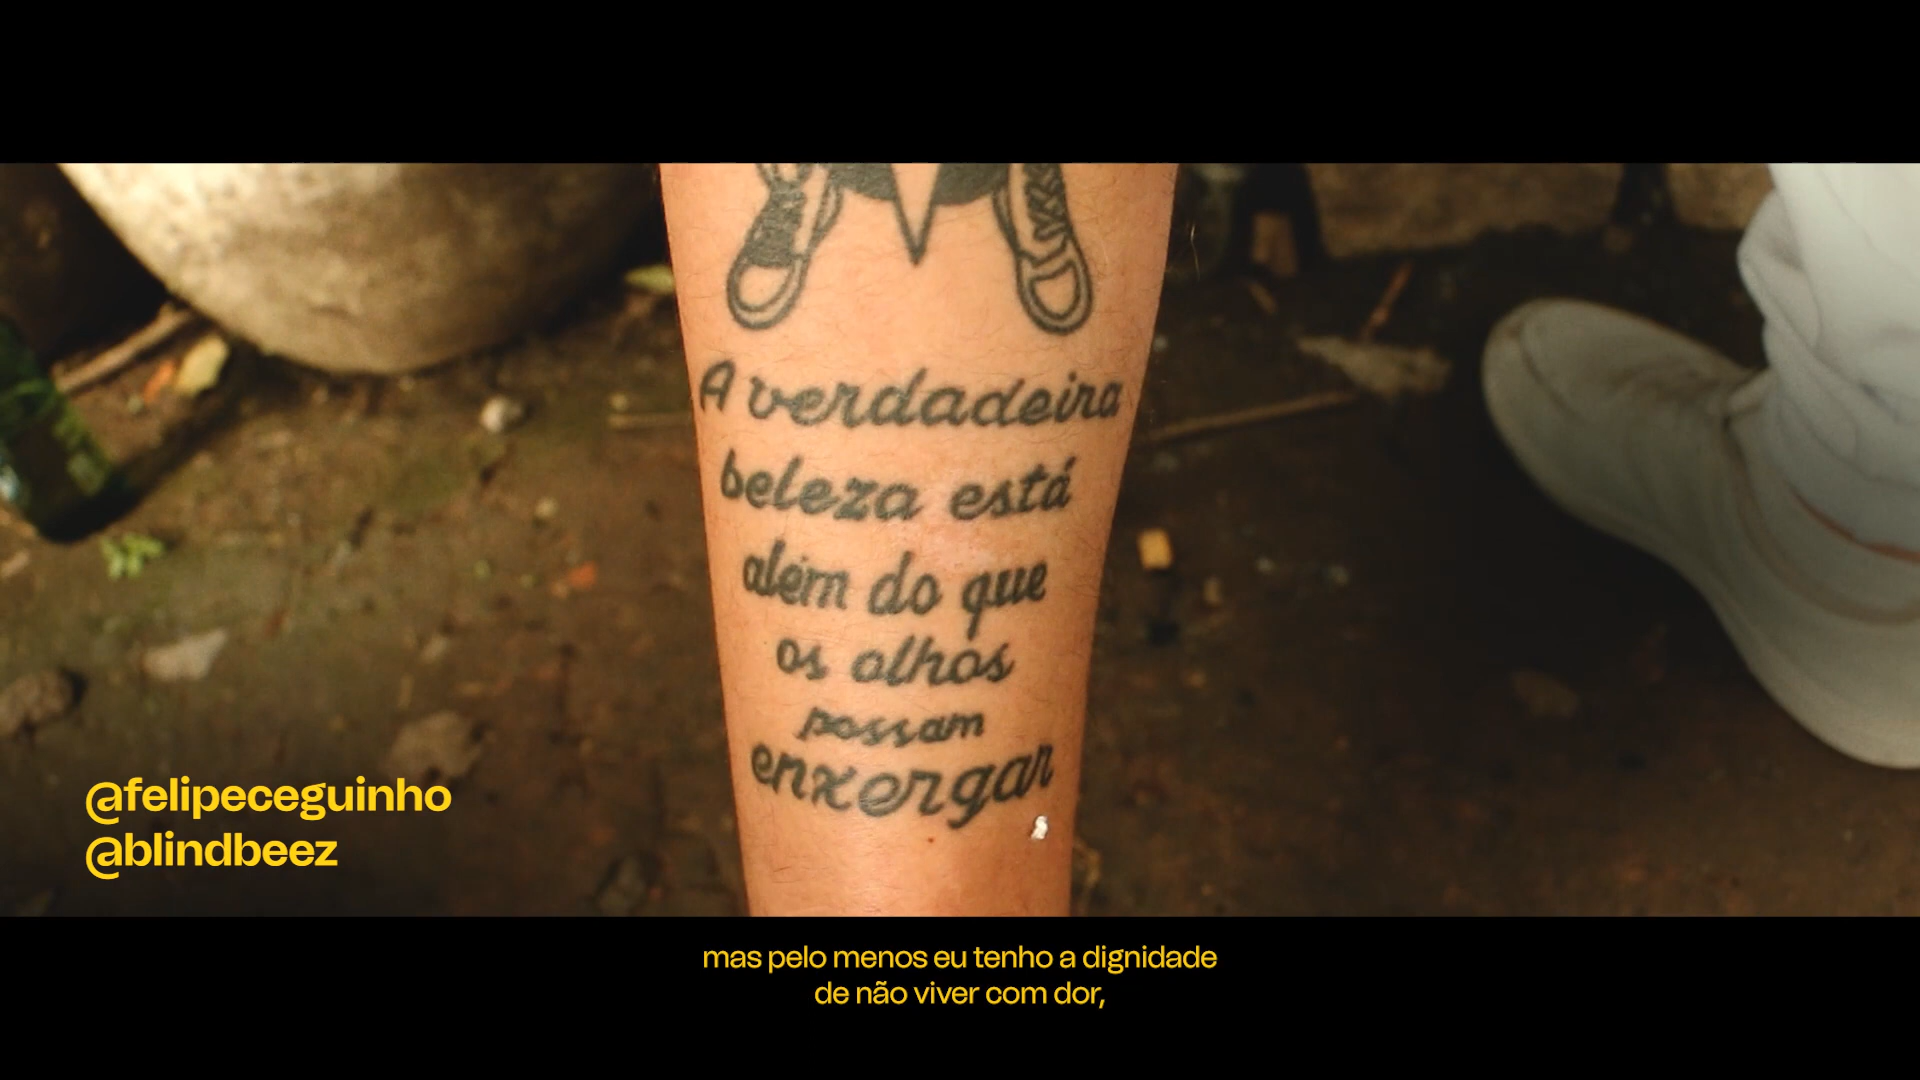 A verdadeira
beleza está
além do que
os olhos
possam
enxergar
@felipeceguinho
@blindbeez
mas pelo menos eu tenho a dignidade
de não viver com dor,